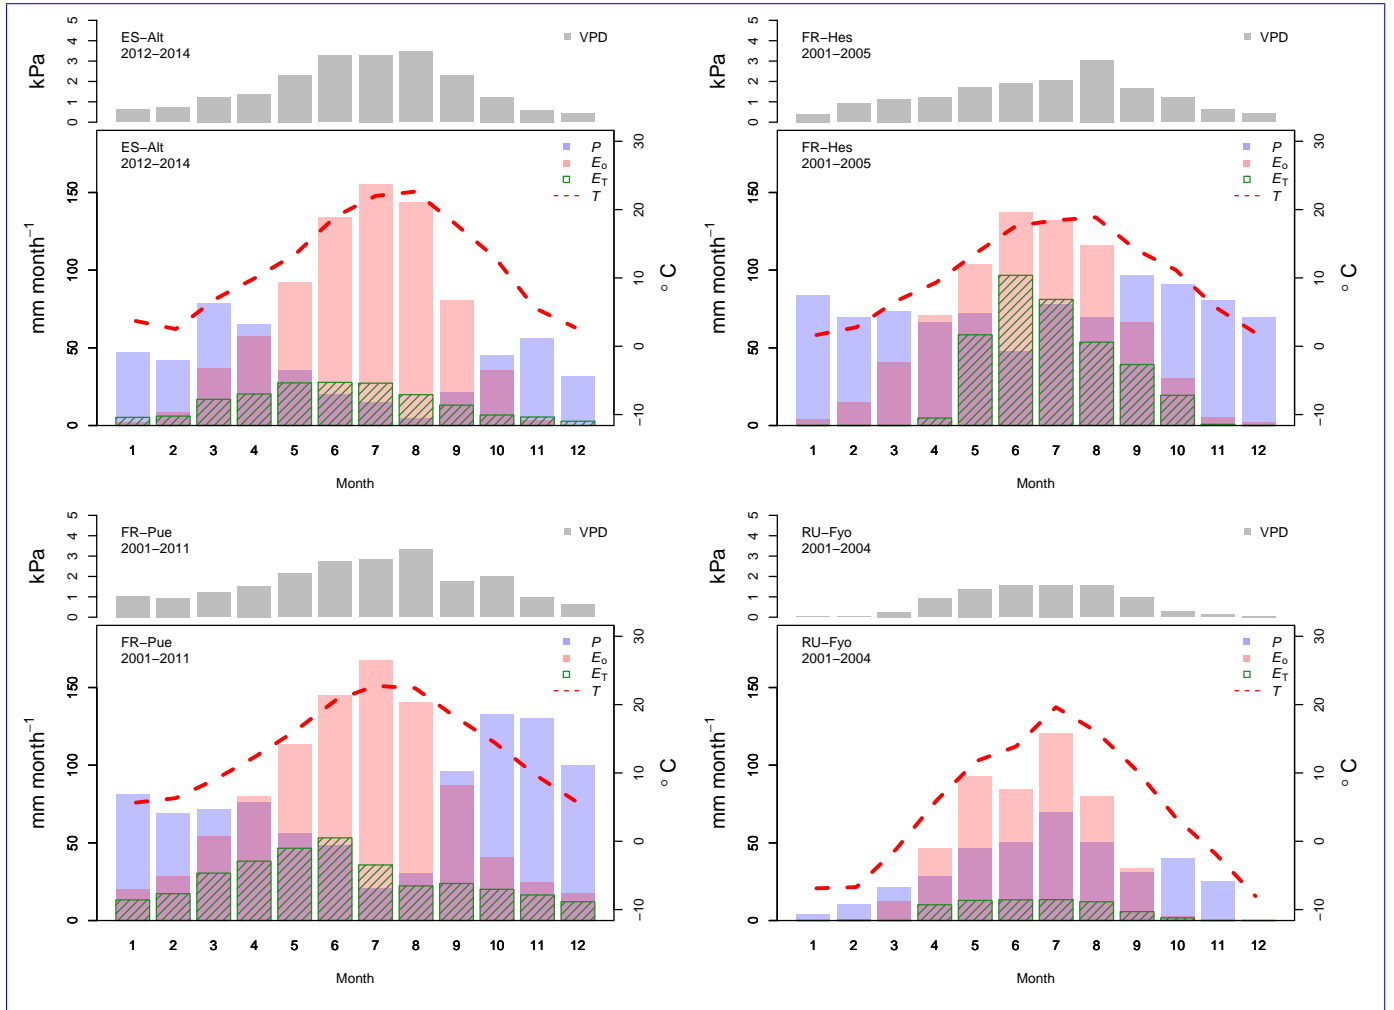 ES−Alt
2012−2014
VPD
kPa
0 1 2 3 4 5
ES−Alt
2012−2014
P
Eo
ET
T
mm month−1
0 50 100 150
° C
−10 0 10 20 30
1 2 3 4 5 6 7 8 9 10 11 12
Month
FR−Hes
2001−2005
VPD
kPa
0 1 2 3 4 5
FR−Hes
2001−2005
P
Eo
ET
T
mm month−1
0 50 100 150
° C
−10 0 10 20 30
1 2 3 4 5 6 7 8 9 10 11 12
Month
FR−Pue
2001−2011
VPD
kPa
0 1 2 3 4 5
FR−Pue
2001−2011
P
Eo
ET
T
mm month−1
0 50 100 150
° C
−10 0 10 20 30
1 2 3 4 5 6 7 8 9 10 11 12
Month
RU−Fyo
2001−2004
VPD
kPa
0 1 2 3 4 5
RU−Fyo
2001−2004
P
Eo
ET
T
mm month−1
0 50 100 150
° C
−10 0 10 20 30
1 2 3 4 5 6 7 8 9 10 11 12
Month